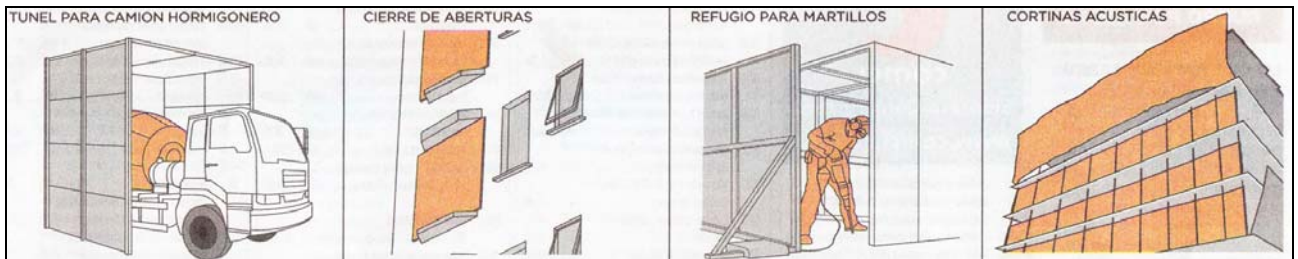 TUNEL PARA CAMION HORMIGONERO
CIERRE DE ABERTURAS
REFUGIO PARA MARTILLOS
CORTINAS ACUSTICAS